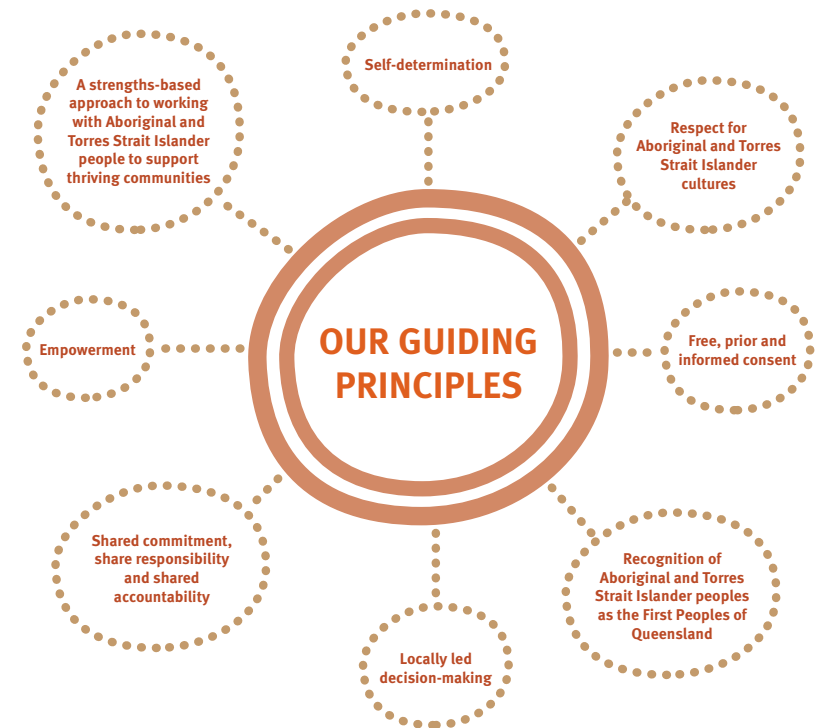 OUR GUIDING
PRINCIPLES
Self-determination
Respect for
Aboriginal and Torres
Strait Islander
cultures
Free, prior and
informed consent
Recognition of
Aboriginal and Torres
Strait Islander peoples
as the First Peoples of
Queensland
Locally led
decision-making
Shared commitment,
share responsibility
and shared
accountability
Empowerment
A strengths-based
approach to working
with Aboriginal and
Torres Strait Islander
people to support
thriving communities